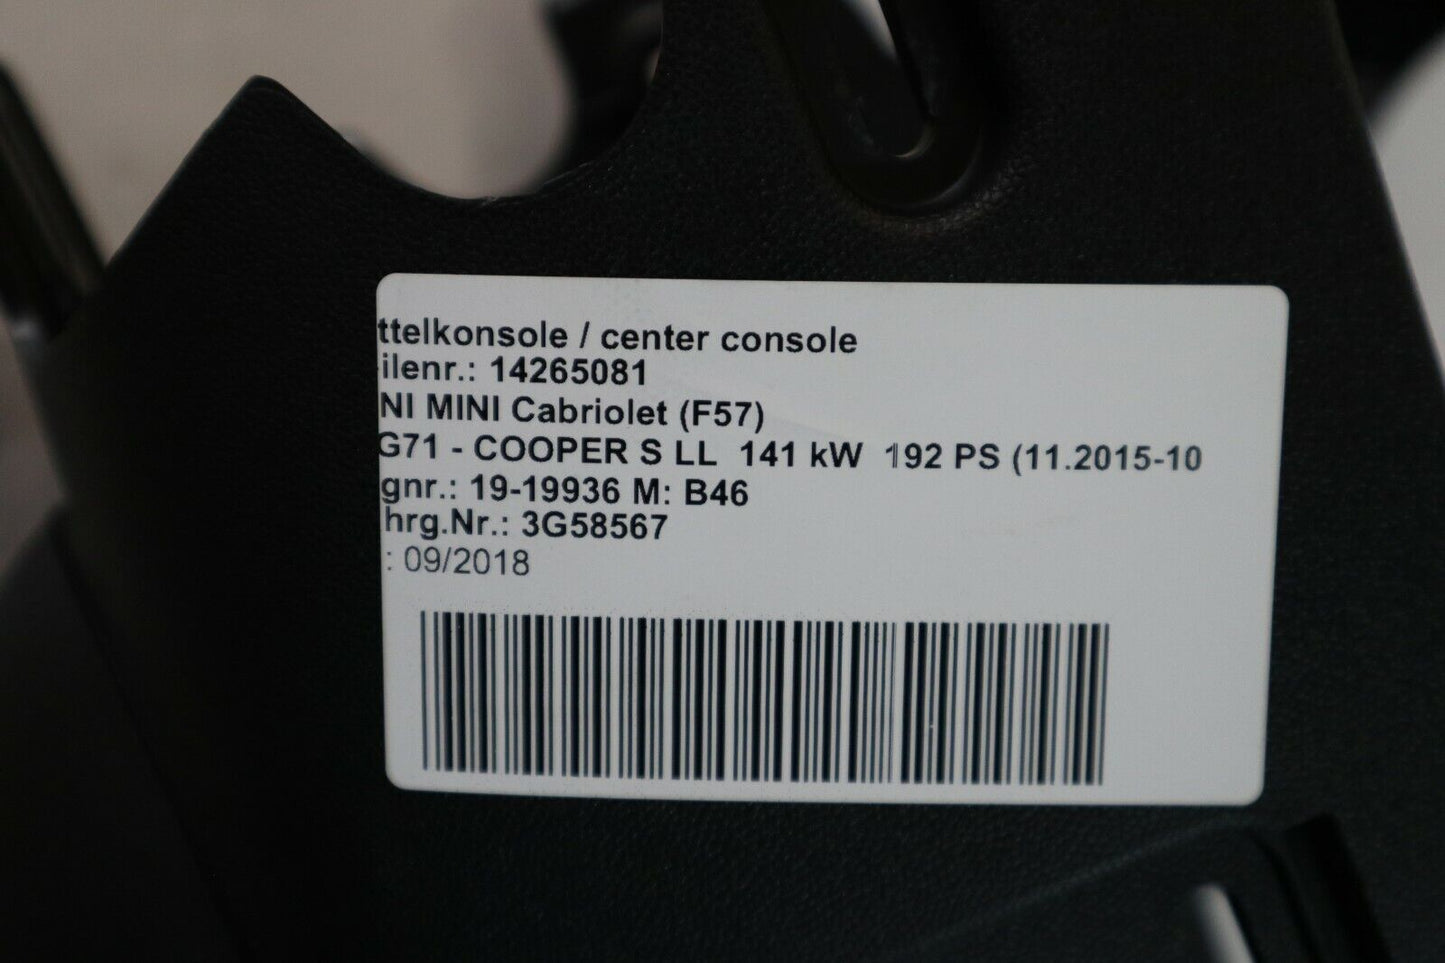 ttelkonsole / center console
ilenr.: 14265081
NI MINI Cabriolet (F57)
G71 - COOPER S LL 141 kW 192 PS (11.2015-10
gnr.: 19-19936 M: B46
hrg.Nr.: 3G58567
: 09/2018